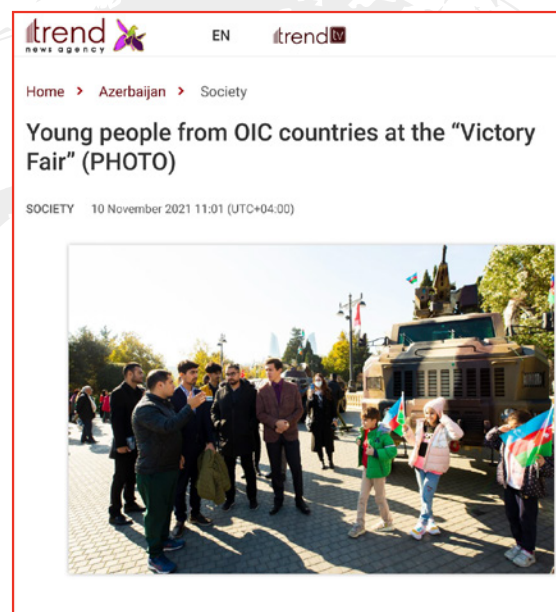 trend
news agency
EN
trend tv
Home > Azerbaijan > Society
Young people from OIC countries at the “Victory
Fair” (PHOTO)
SOCIETY 10 November 2021 11:01 (UTC+04:00)